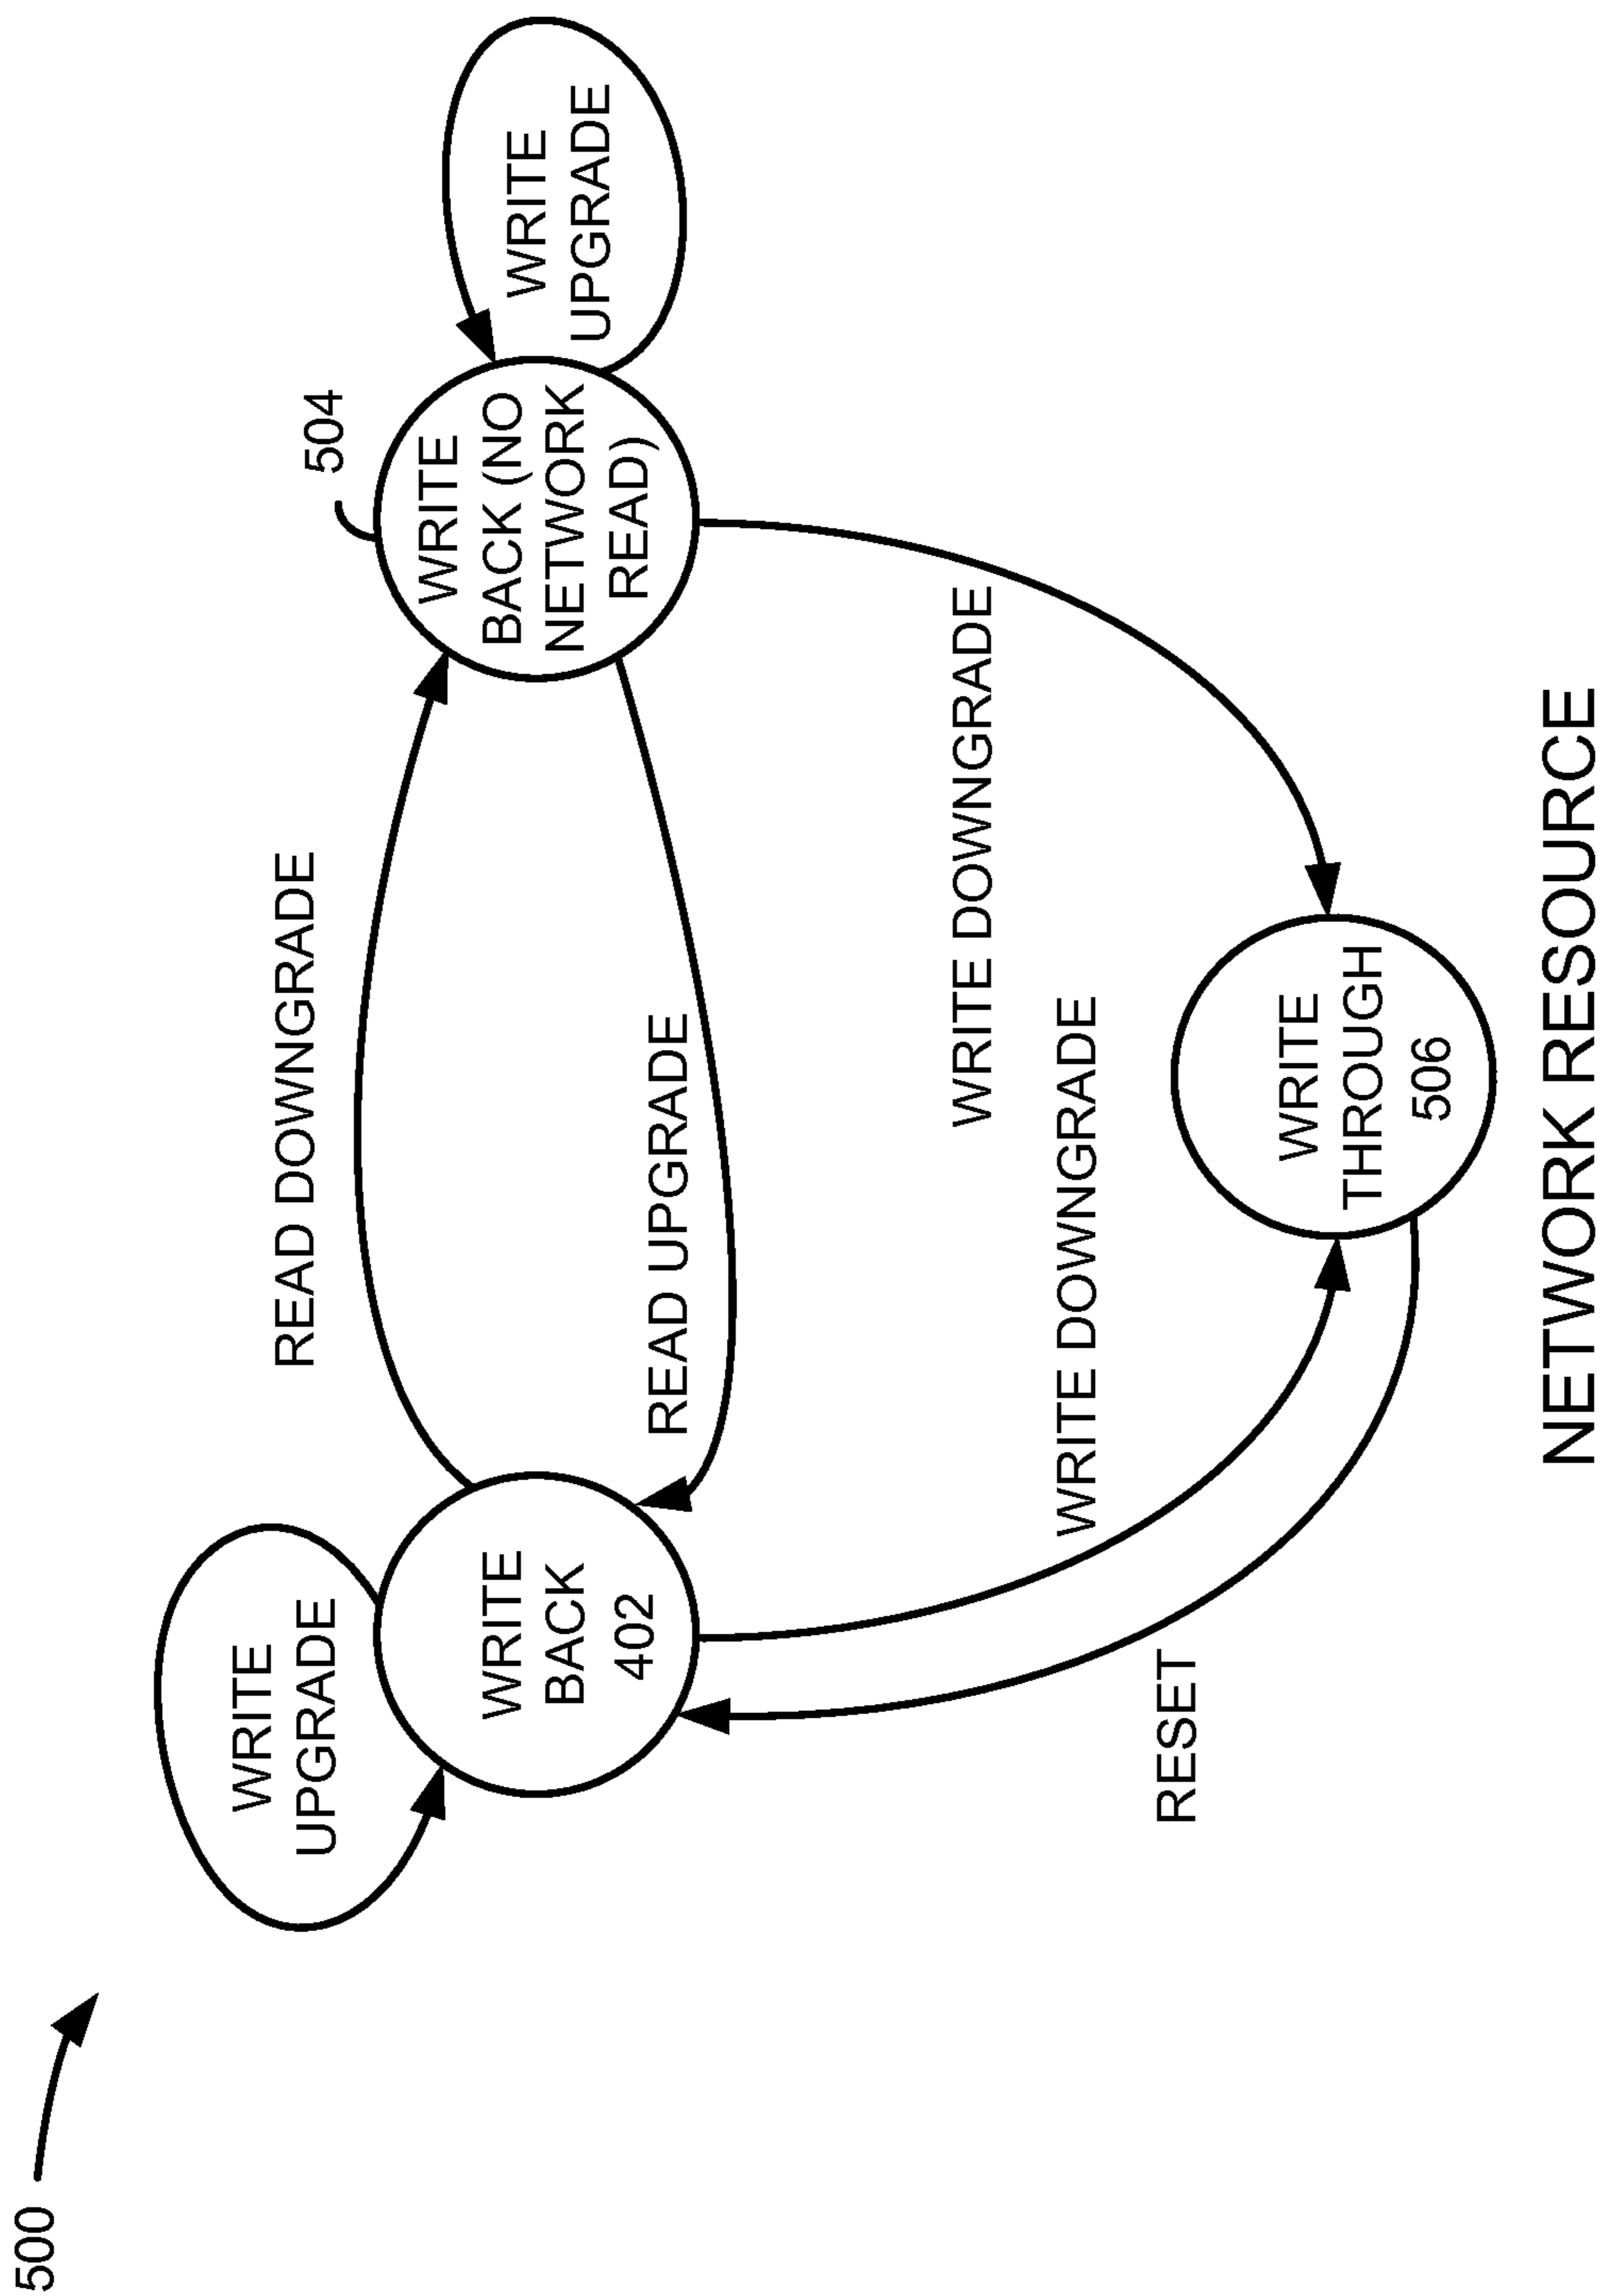 500
WRITE
UPGRADE
READ DOWNGRADE
504
WRITE
BACK
402
WRITE
BACK (NO
NETWORK
READ)
WRITE
UPGRADE
READ UPGRADE
WRITE DOWNGRADE
WRITE DOWNGRADE
RESET
WRITE
THROUGH
506
NETWORK RESOURCE